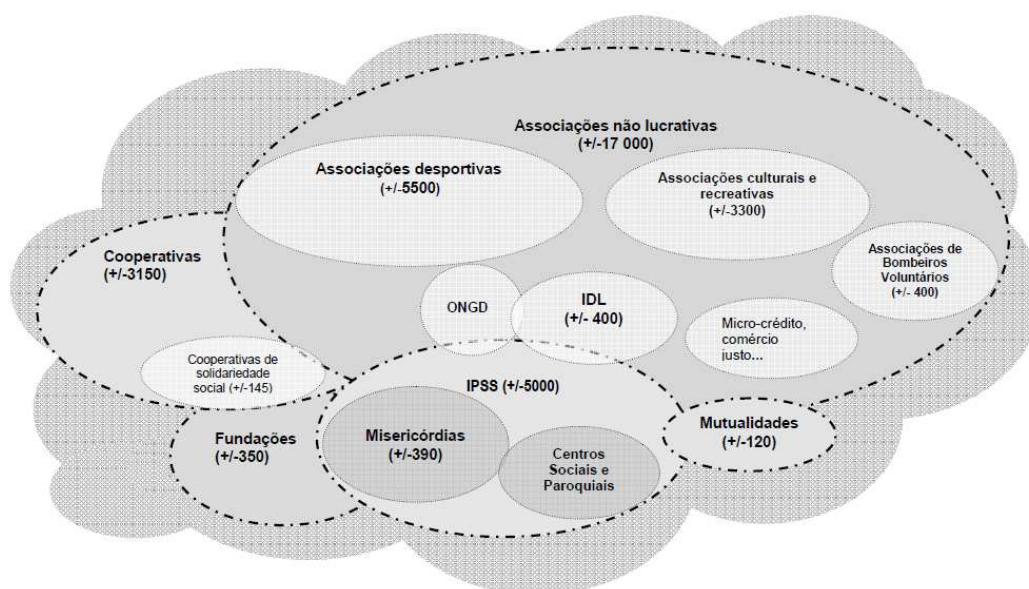 Associações não lucrativas
(+/-17 000)
Associações desportivas
(+/-5500)
Associações culturais e
recreativas
(+/-3300)
Cooperativas
(+/-3150)
Associações de
Bombeiros
Voluntários
(+/- 400)
ONGD
IDL
(+/- 400)
Micro-crédito,
comércio
justo...
Cooperativas de
solidariedade
social (+/-145)
IPSS (+/-5000)
Fundações
(+/-350)
Misericórdias
(+/-390)
Centros
Sociais e
Paroquiais
Mutualidades
(+/-120)